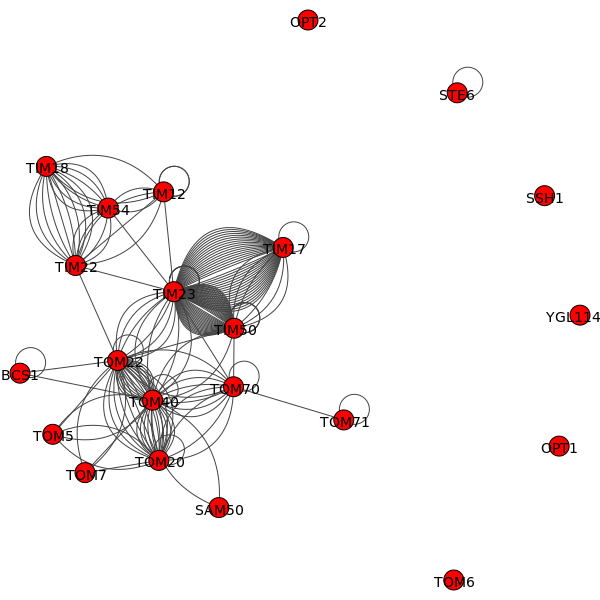 OPT2
STE6
TIM18
TIM12
SSH1
TIM54
TIM17
TIM22
TIM23
YGL114
TIM50
TOM22
BCS1
TOM70
TOM40
TOM71
TOM5
OPT1
TOM20
TOM7
SAM50
TOM6